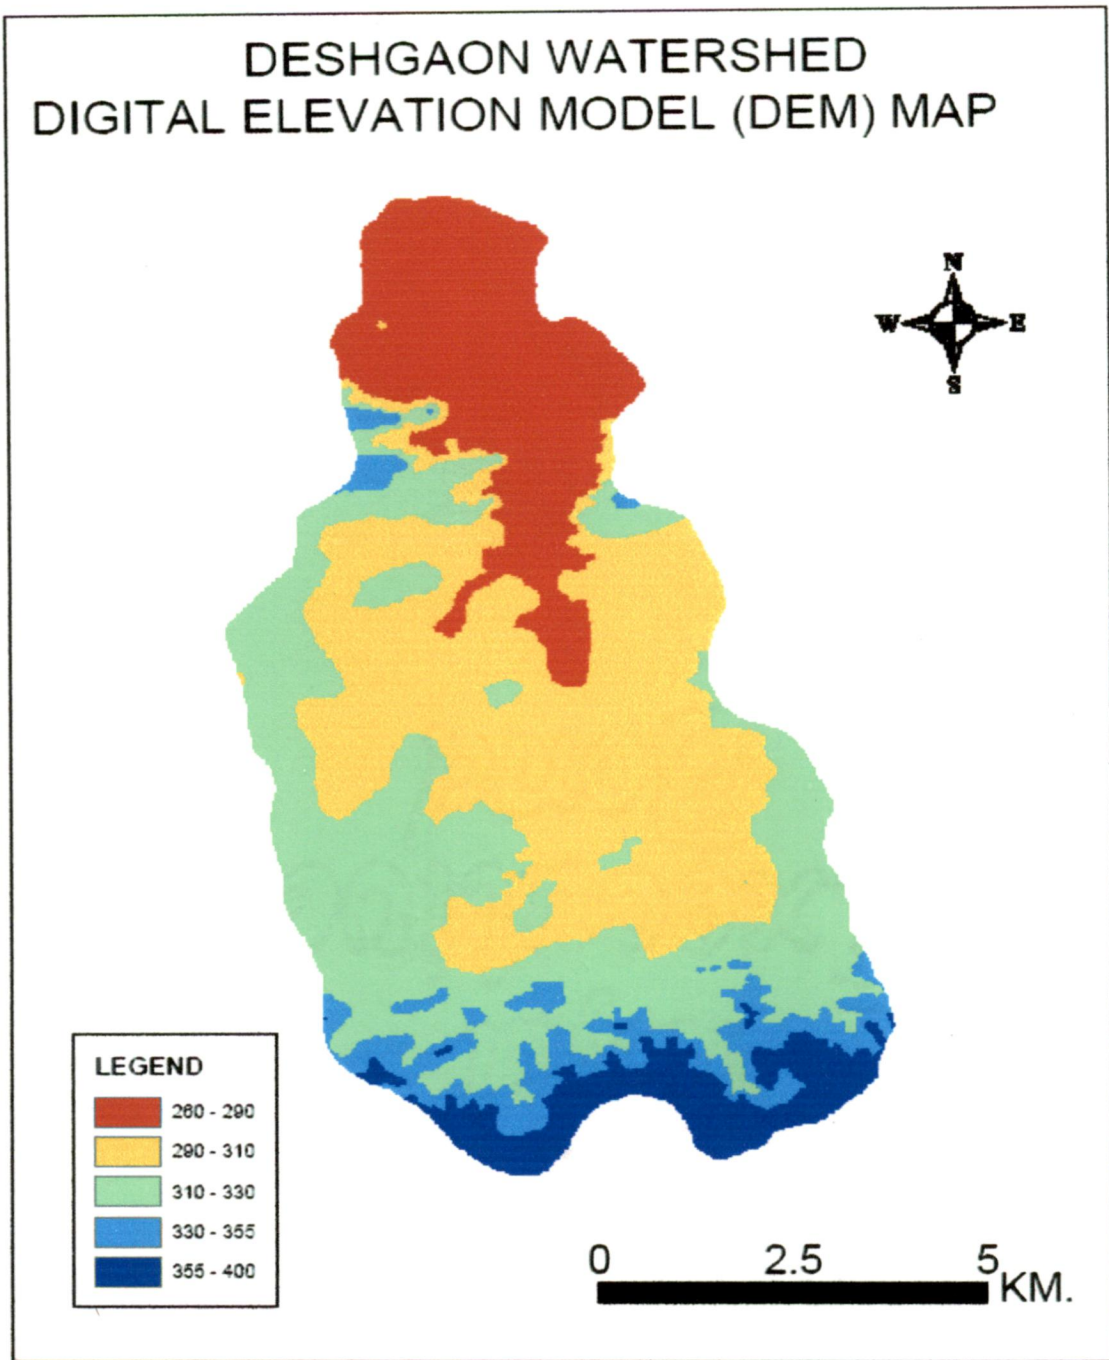 DESHGAON WATERSHED
DIGITAL ELEVATION MODEL (DEM) MAP
N
W E
S
LEGEND
260 - 290
290 - 310
310 - 330
330 - 355
355 - 400
0 2.5 5
KM.